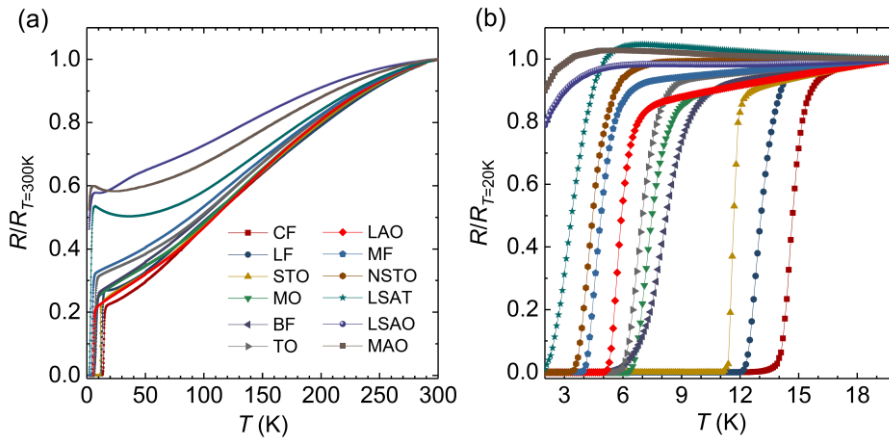 (a)
R/R_{T=300K}
1.0
0.8
0.6
0.4
0.2
0.0
0 50 100 150 200 250 300
T (K)
CF LAO
LF MF
STO NSTO
MO LSAT
BF LSAO
TO MAO
(b)
R/R_{T=20K}
1.0
0.8
0.6
0.4
0.2
0.0
3 6 9 12 15 18
T (K)